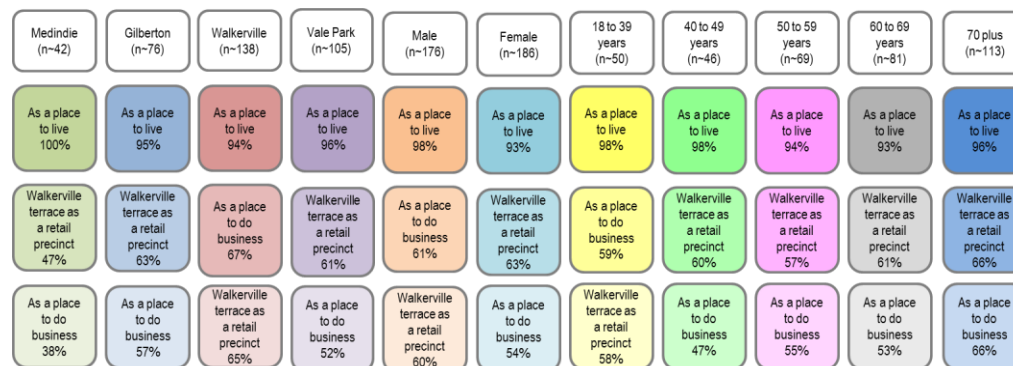 Medindie
(n~42)
Gilberton
(n~76)
Walkerville
(n~138)
Vale Park
(n~105)
Male
(n~176)
Female
(n~186)
18 to 39
years
(n~50)
40 to 49
years
(n~46)
50 to 59
years
(n~69)
60 to 69
years
(n~81)
70 plus
(n~113)
As a place
to live
100%
As a place
to live
95%
As a place
to live
94%
As a place
to live
96%
As a place
to live
98%
As a place
to live
93%
As a place
to live
98%
As a place
to live
98%
As a place
to live
94%
As a place
to live
93%
As a place
to live
96%
Walkerville
terrace as
a retail
precinct
47%
Walkerville
terrace as
a retail
precinct
63%
As a place
to do
business
67%
Walkerville
terrace as
a retail
precinct
61%
As a place
to do
business
61%
Walkerville
terrace as
a retail
precinct
63%
As a place
to do
business
59%
Walkerville
terrace as
a retail
precinct
60%
Walkerville
terrace as
a retail
precinct
57%
Walkerville
terrace as
a retail
precinct
61%
Walkerville
terrace as
a retail
precinct
66%
As a place
to do
business
38%
As a place
to do
business
57%
Walkerville
terrace as
a retail
precinct
65%
As a place
to do
business
52%
Walkerville
terrace as
a retail
precinct
60%
As a place
to do
business
54%
Walkerville
terrace as
a retail
precinct
58%
As a place
to do
business
47%
As a place
to do
business
55%
As a place
to do
business
53%
As a place
to do
business
66%